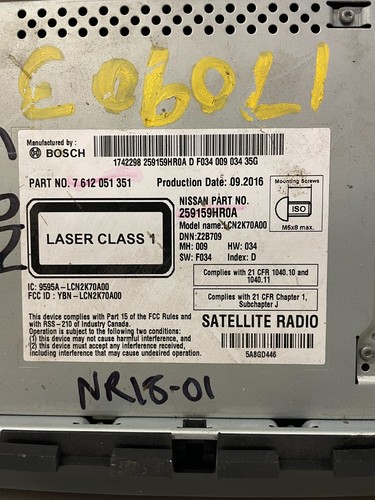 170903
Manufactured by:
BOSCH
1742298 259159HR0A D F034 009 034 35G
PART NO. 7 612 051 351
Production Date: 09.2016
Mounting Screws
ISO
M5x8 max.
LASER CLASS 1
NISSAN PART NO.
259159HR0A
Model name: LCN2K70A00
DNN: Z2B709
MH: 009 HW: 034
SW: F034 Index: D
IC: 9595A-LCN2K70A00
FCC ID: YBN-LCN2K70A00
Complies with 21 CFR 1040.10 and
1040.11
Complies with 21 CFR Chapter 1,
Subchapter J
This device complies with Part 15 of the FCC Rules and
with RSS-210 of Industry Canada.
Operation is subject to the following two conditions:
(1) this device may not cause harmful interference, and
(2) this device must accept any interference received,
including interference that may cause undesired operation.
SATELLITE RADIO
5A8GD446
NR18-01